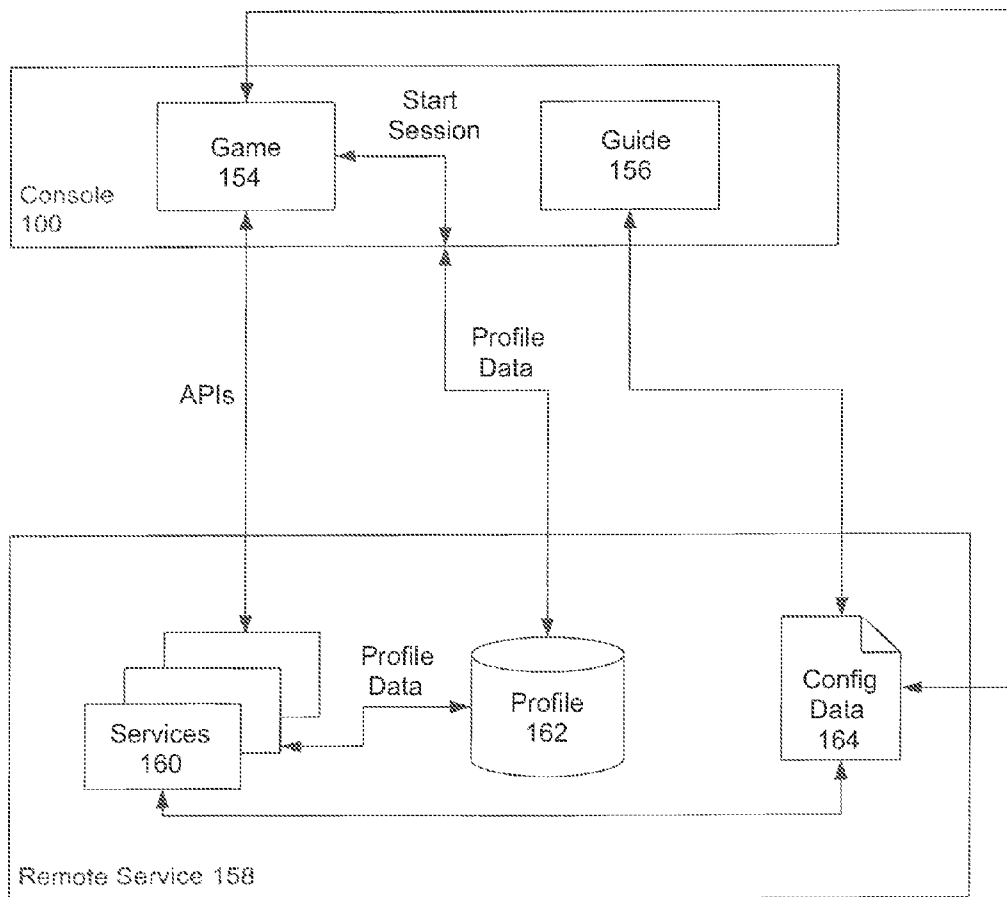 Start
Session
Game
154
Guide
156
Console
100
Profile
Data
APIs
Profile
Data
Services
160
Profile
162
Config
Data
164
Remote Service 158